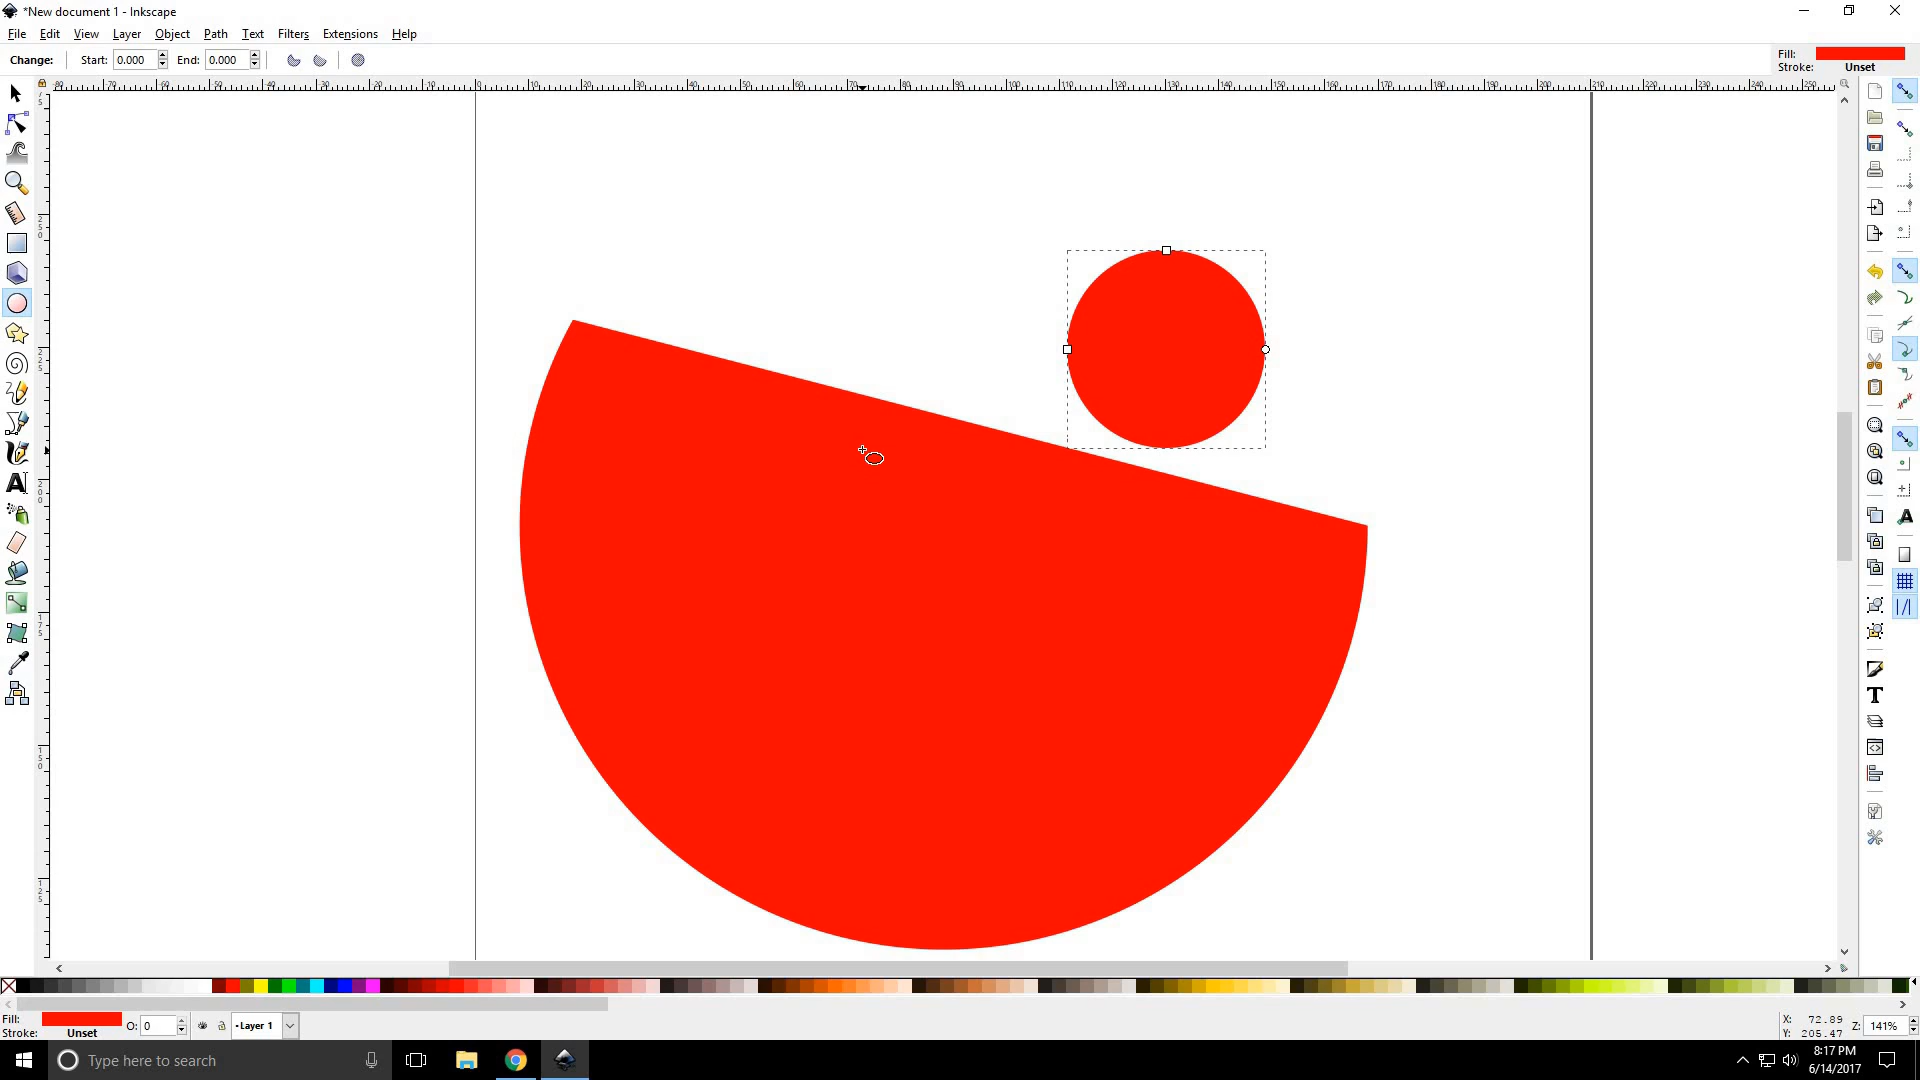 *New document 1 - Inkscape
File Edit View Layer Object Path Text Filters Extensions Help
Change: Start: 0.000 End: 0.000
Fill:
Stroke: Unset
Fill:
Stroke: Unset
O: 0
•Layer 1
X: 72.89
Y: 205.47
Z: 141%
Type here to search
8:17 PM
6/14/2017